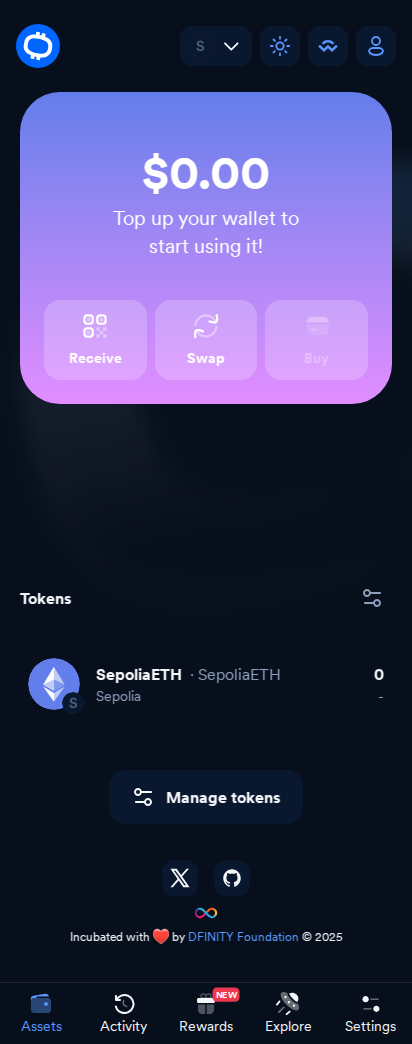 S
$0.00
Top up your wallet to
start using it!
Receive Swap Buy
Tokens
SepoliaETH · SepoliaETH 0
S Sepolia -
Manage tokens
Incubated with ❤️ by DFINITY Foundation © 2025
NEW
Assets Activity Rewards Explore Settings